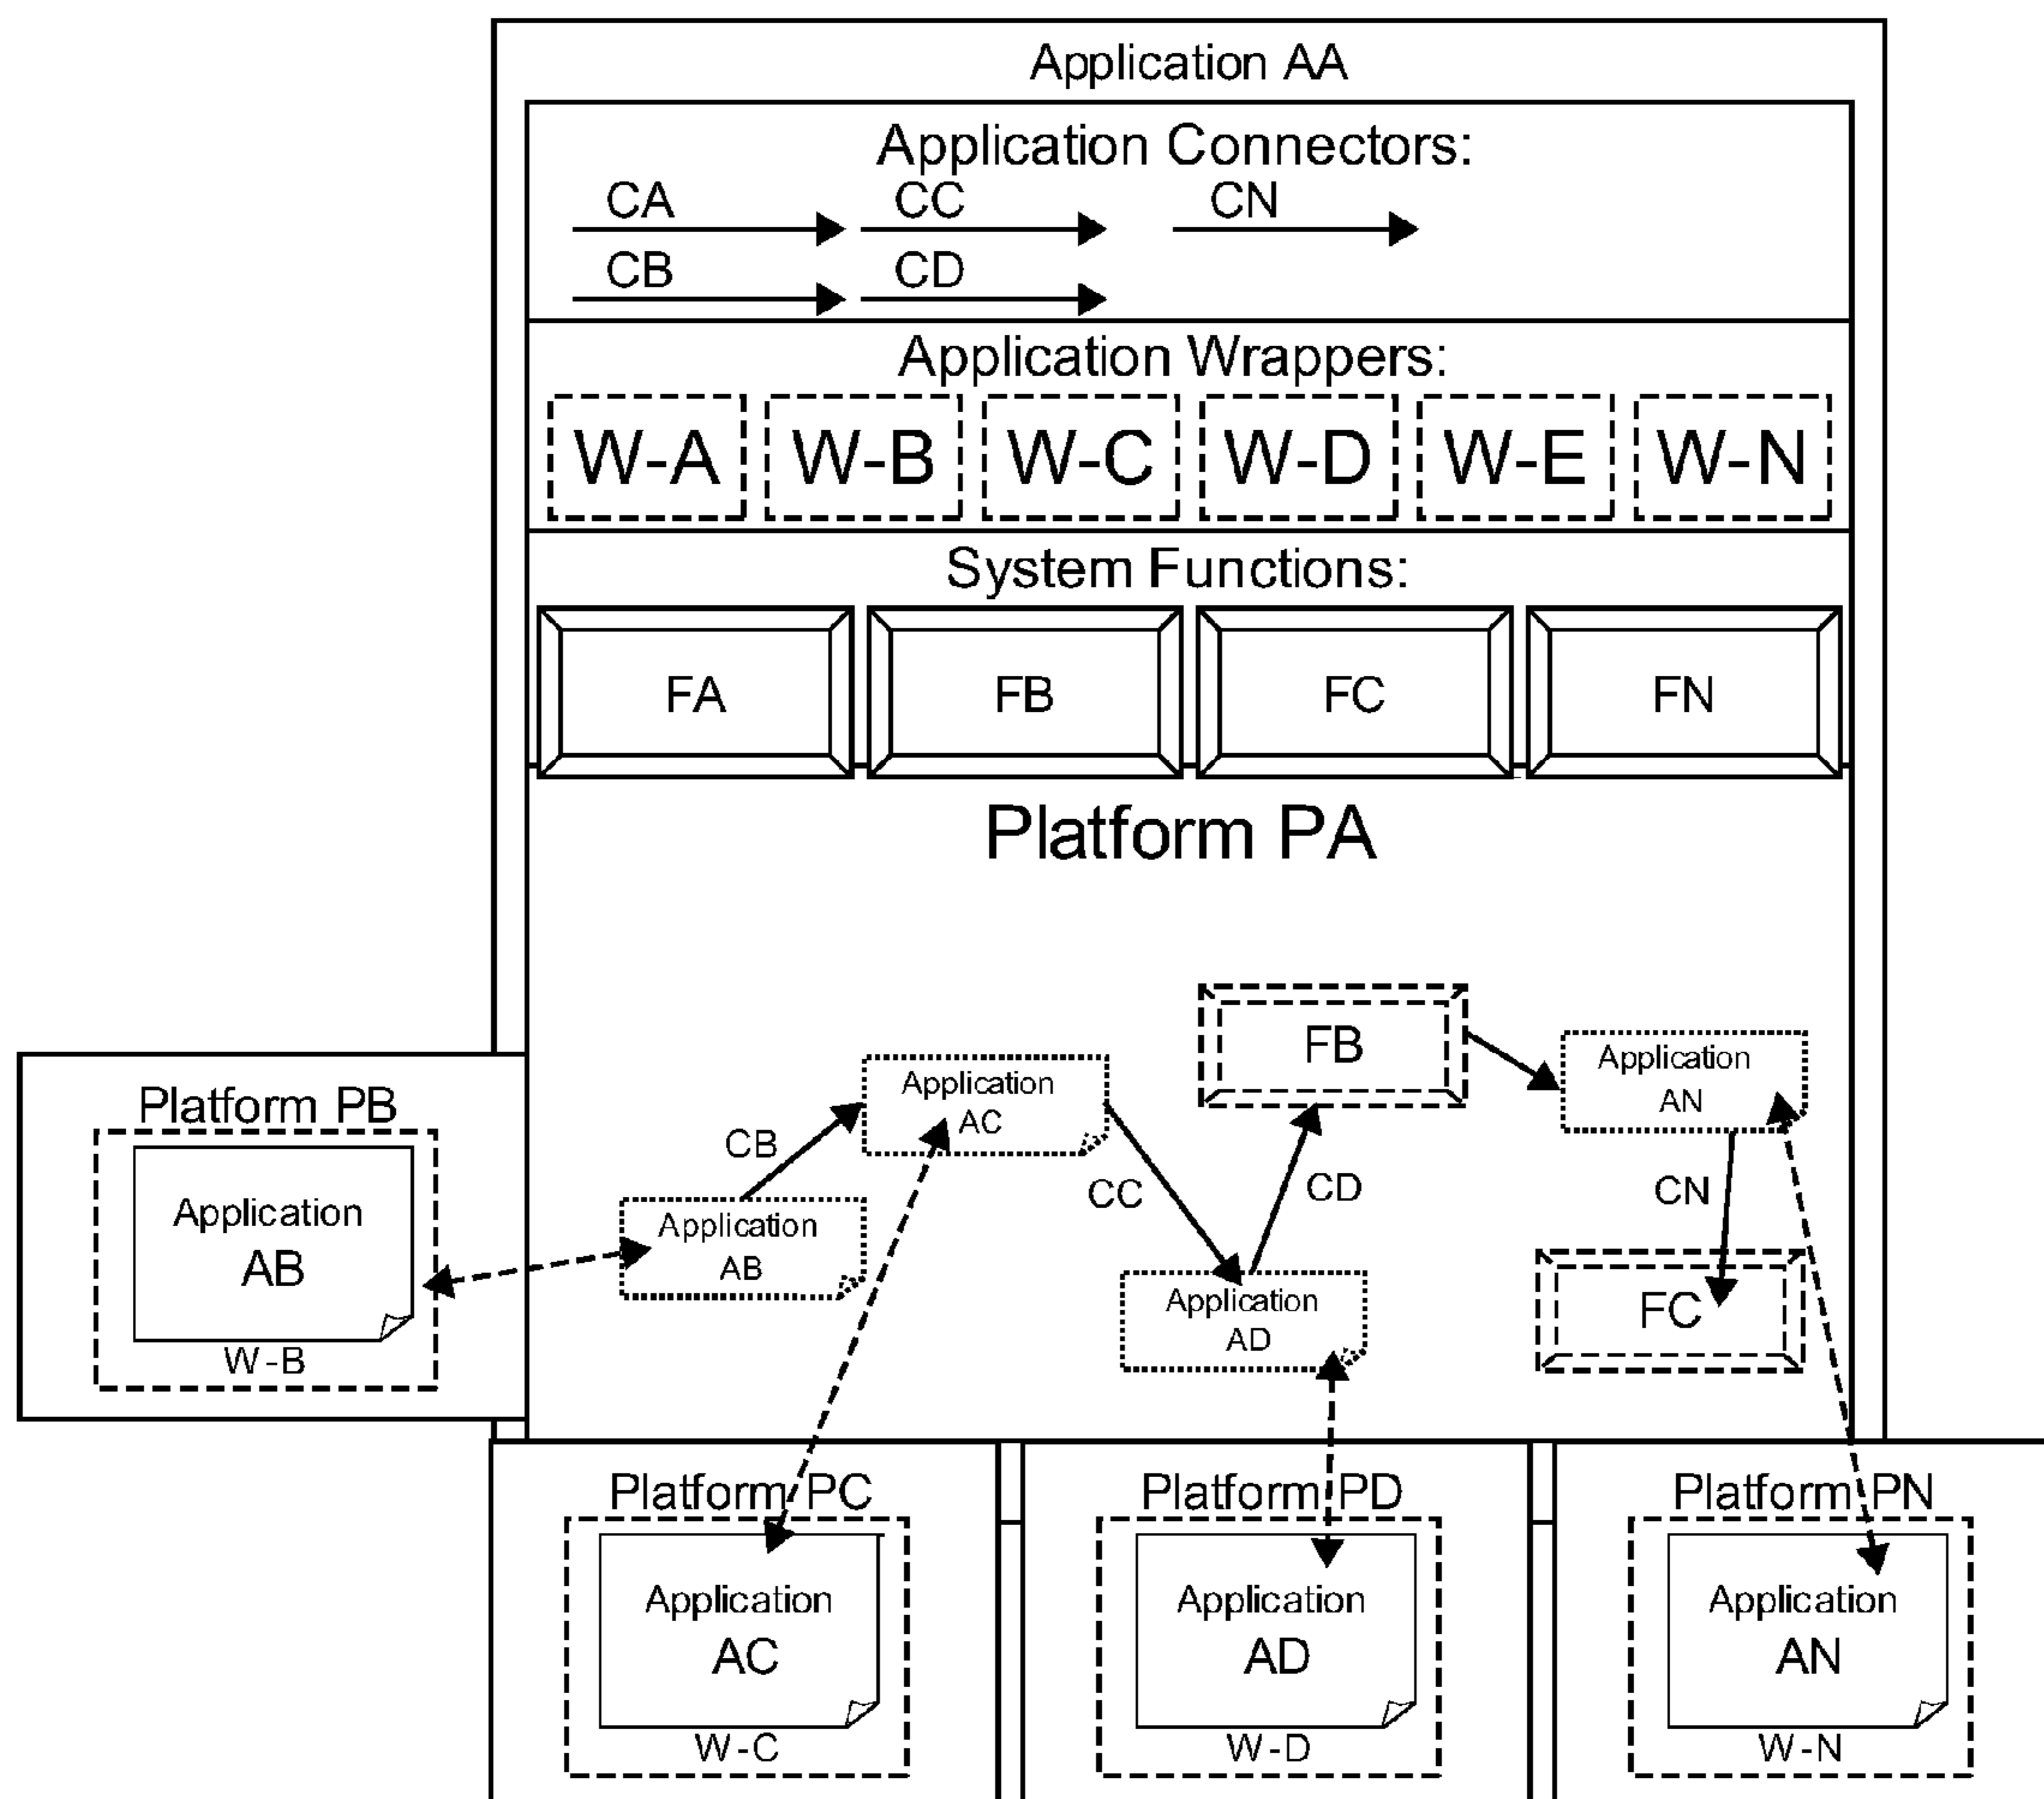 Application AA
Application Connectors:
CA CC CN
CB CD
Application Wrappers:
W-A W-B W-C W-D W-E W-N
System Functions:
FA FB FC FN
Platform PA
Platform PB
Application
AB
W-B
Application
AB
CB
Application
AC
CC
Application
AD
CD
FB
Application
AN
CN
FC
Platform PC
Application
AC
W-C
Platform PD
Application
AD
W-D
Platform PN
Application
AN
W-N